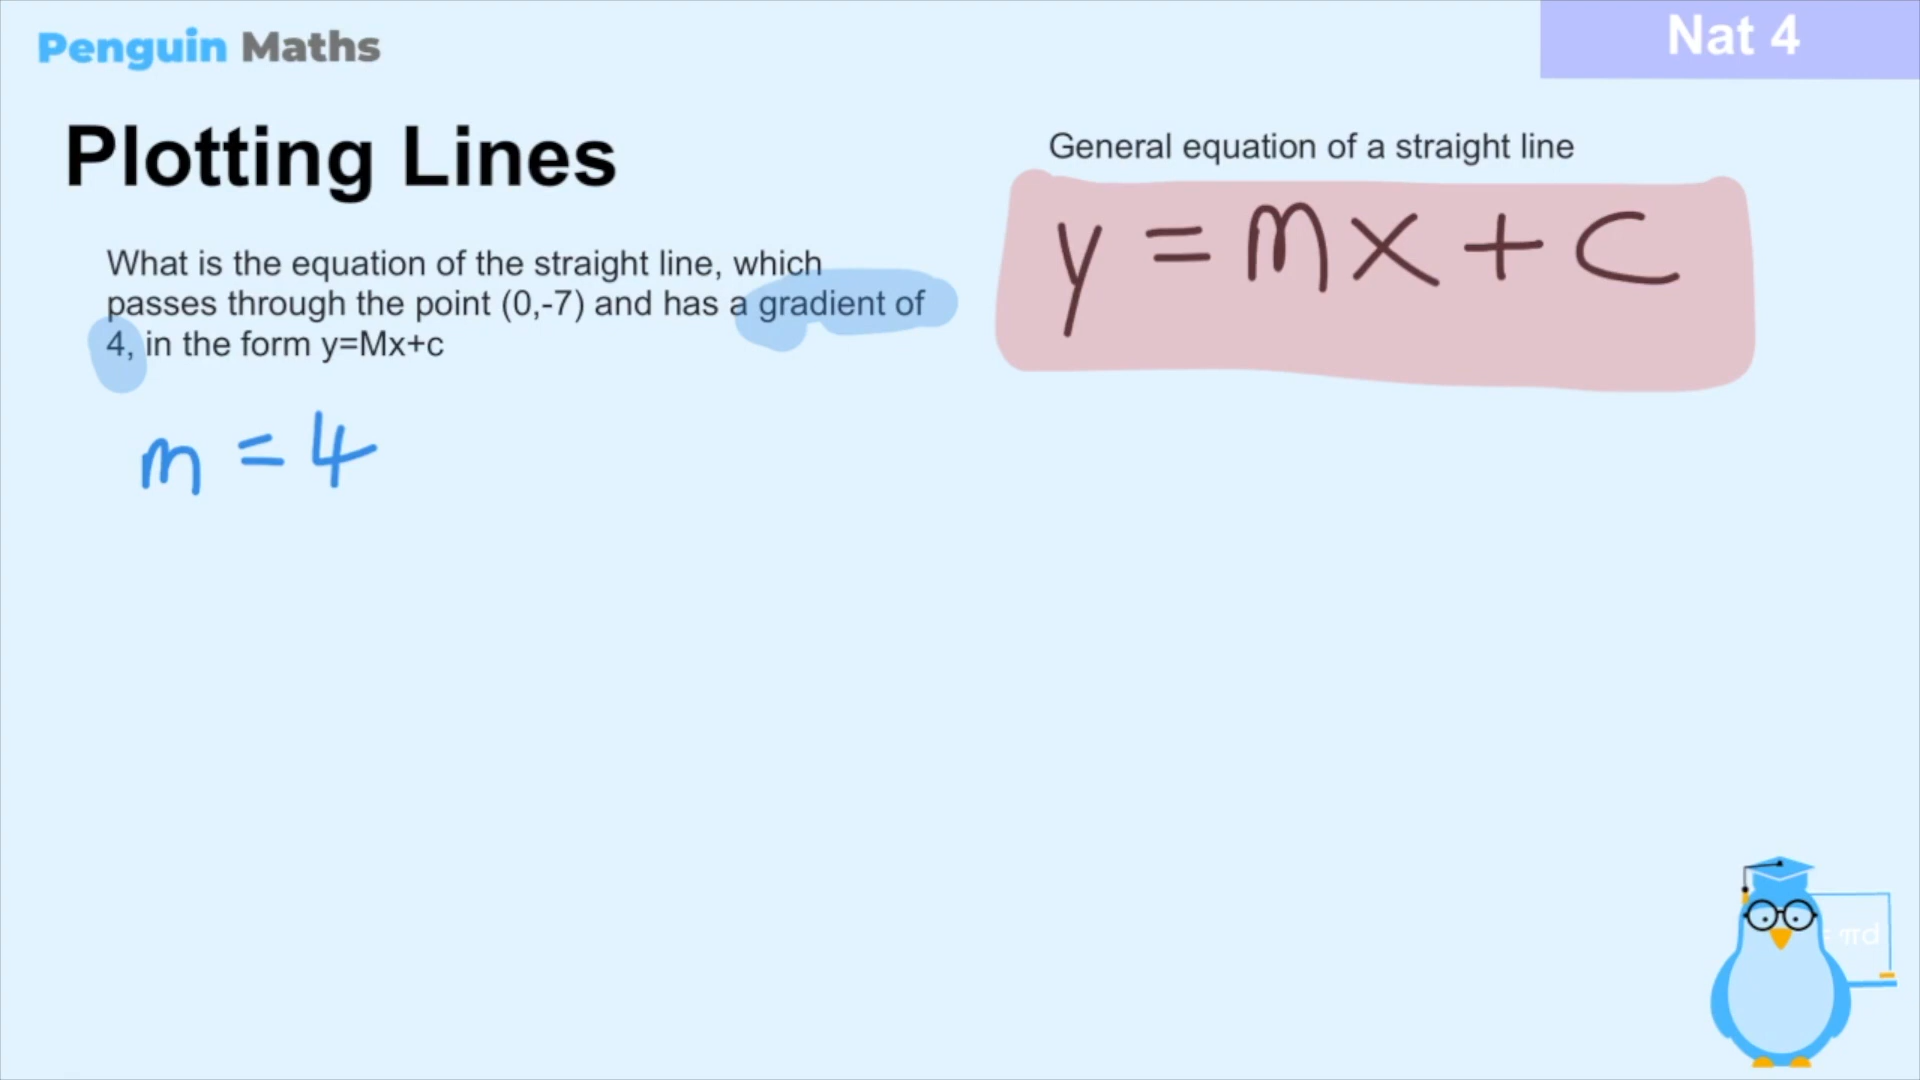 Penguin Maths
Nat 4
Plotting Lines
General equation of a straight line
y = mx + c
What is the equation of the straight line, which
passes through the point (0,-7) and has a gradient of
4, in the form y=Mx+c
m = 4
= πd